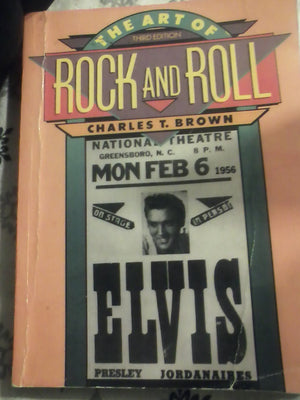 THE ART OF
THIRD EDITION
ROCK AND ROLL
CHARLES T. BROWN
NATIONAL THEATRE
GREENSBORO, N.C. 8 P.M.
MON FEB 6 1956
ON STAGE
IN PERSON
ELVIS
PRESLEY JORDANAIRES